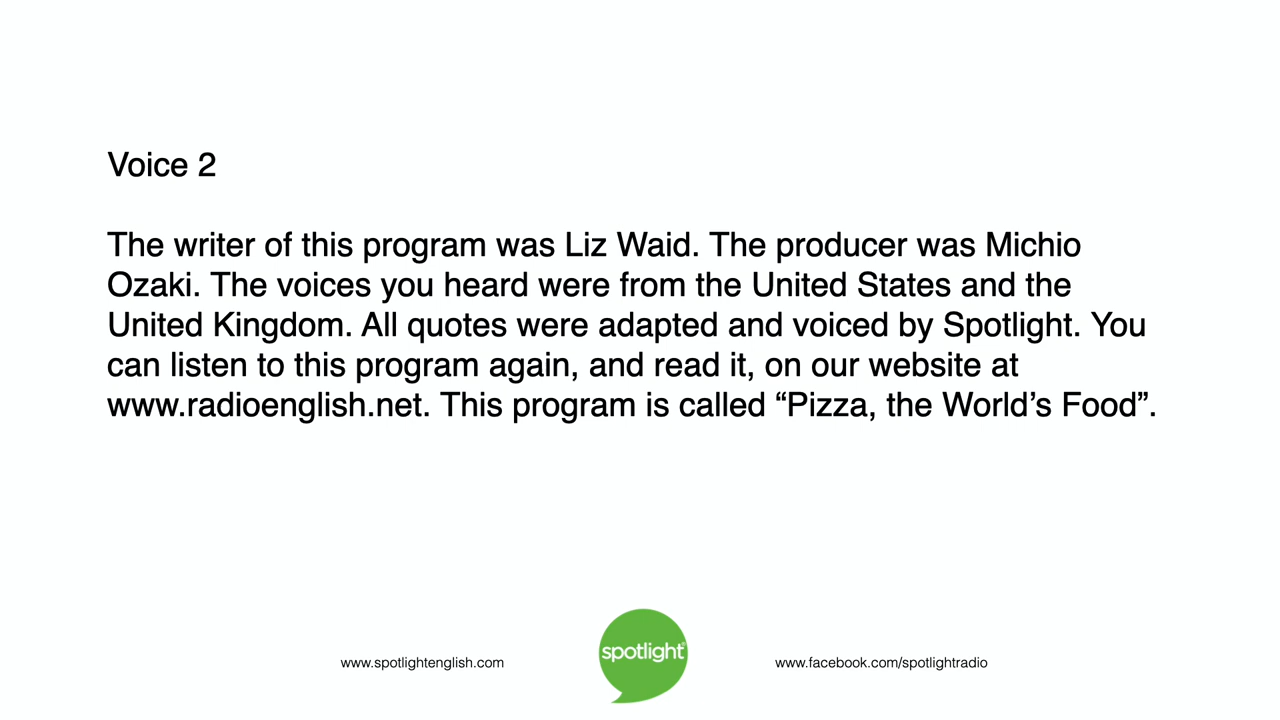 Voice 2
The writer of this program was Liz Waid. The producer was Michio
Ozaki. The voices you heard were from the United States and the
United Kingdom. All quotes were adapted and voiced by Spotlight. You
can listen to this program again, and read it, on our website at
www.radioenglish.net. This program is called “Pizza, the World’s Food”.
www.spotlightenglish.com
spotlight®
www.facebook.com/spotlightradio